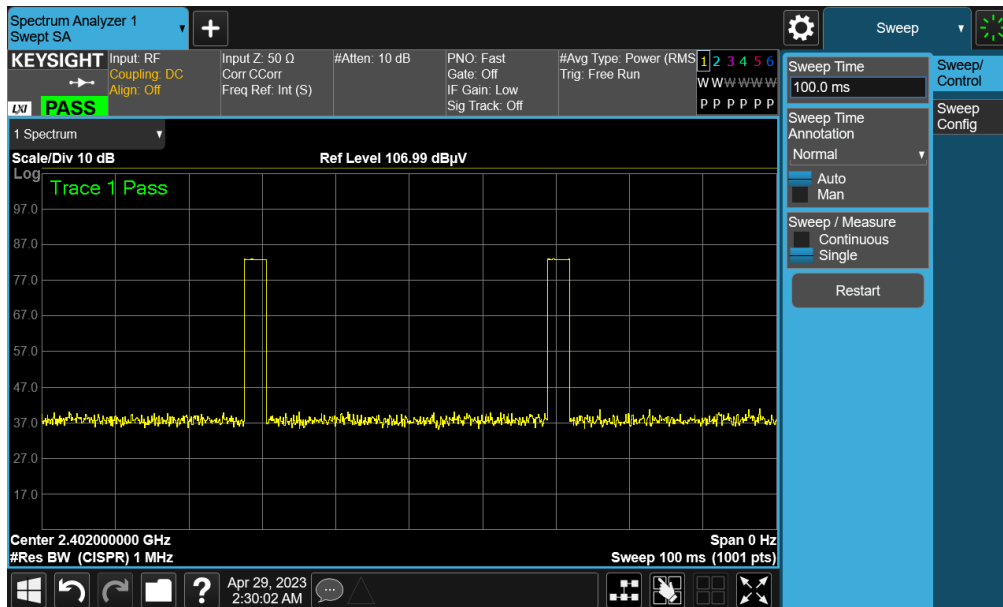 Spectrum Analyzer 1
Swept SA
+
Sweep
KEYSIGHT
LXI
PASS
Input: RF
Coupling: DC
Align: Off
Input Z: 50 Ω
Corr CCorr
Freq Ref: Int (S)
#Atten: 10 dB
PNO: Fast
Gate: Off
IF Gain: Low
Sig Track: Off
#Avg Type: Power (RMS
Trig: Free Run
1 2 3 4 5 6
W W W W W W
P P P P P P
1 Spectrum
Scale/Div 10 dB
Ref Level 106.99 dBµV
Log
Trace 1 Pass
97.0
87.0
77.0
67.0
57.0
47.0
37.0
27.0
17.0
Center 2.402000000 GHz
#Res BW (CISPR) 1 MHz
Span 0 Hz
Sweep 100 ms (1001 pts)
Sweep Time
100.0 ms
Sweep Time
Annotation
Normal
Auto
Man
Sweep / Measure
Continuous
Single
Restart
Sweep/
Control
Sweep
Config
?
Apr 29, 2023
2:30:02 AM